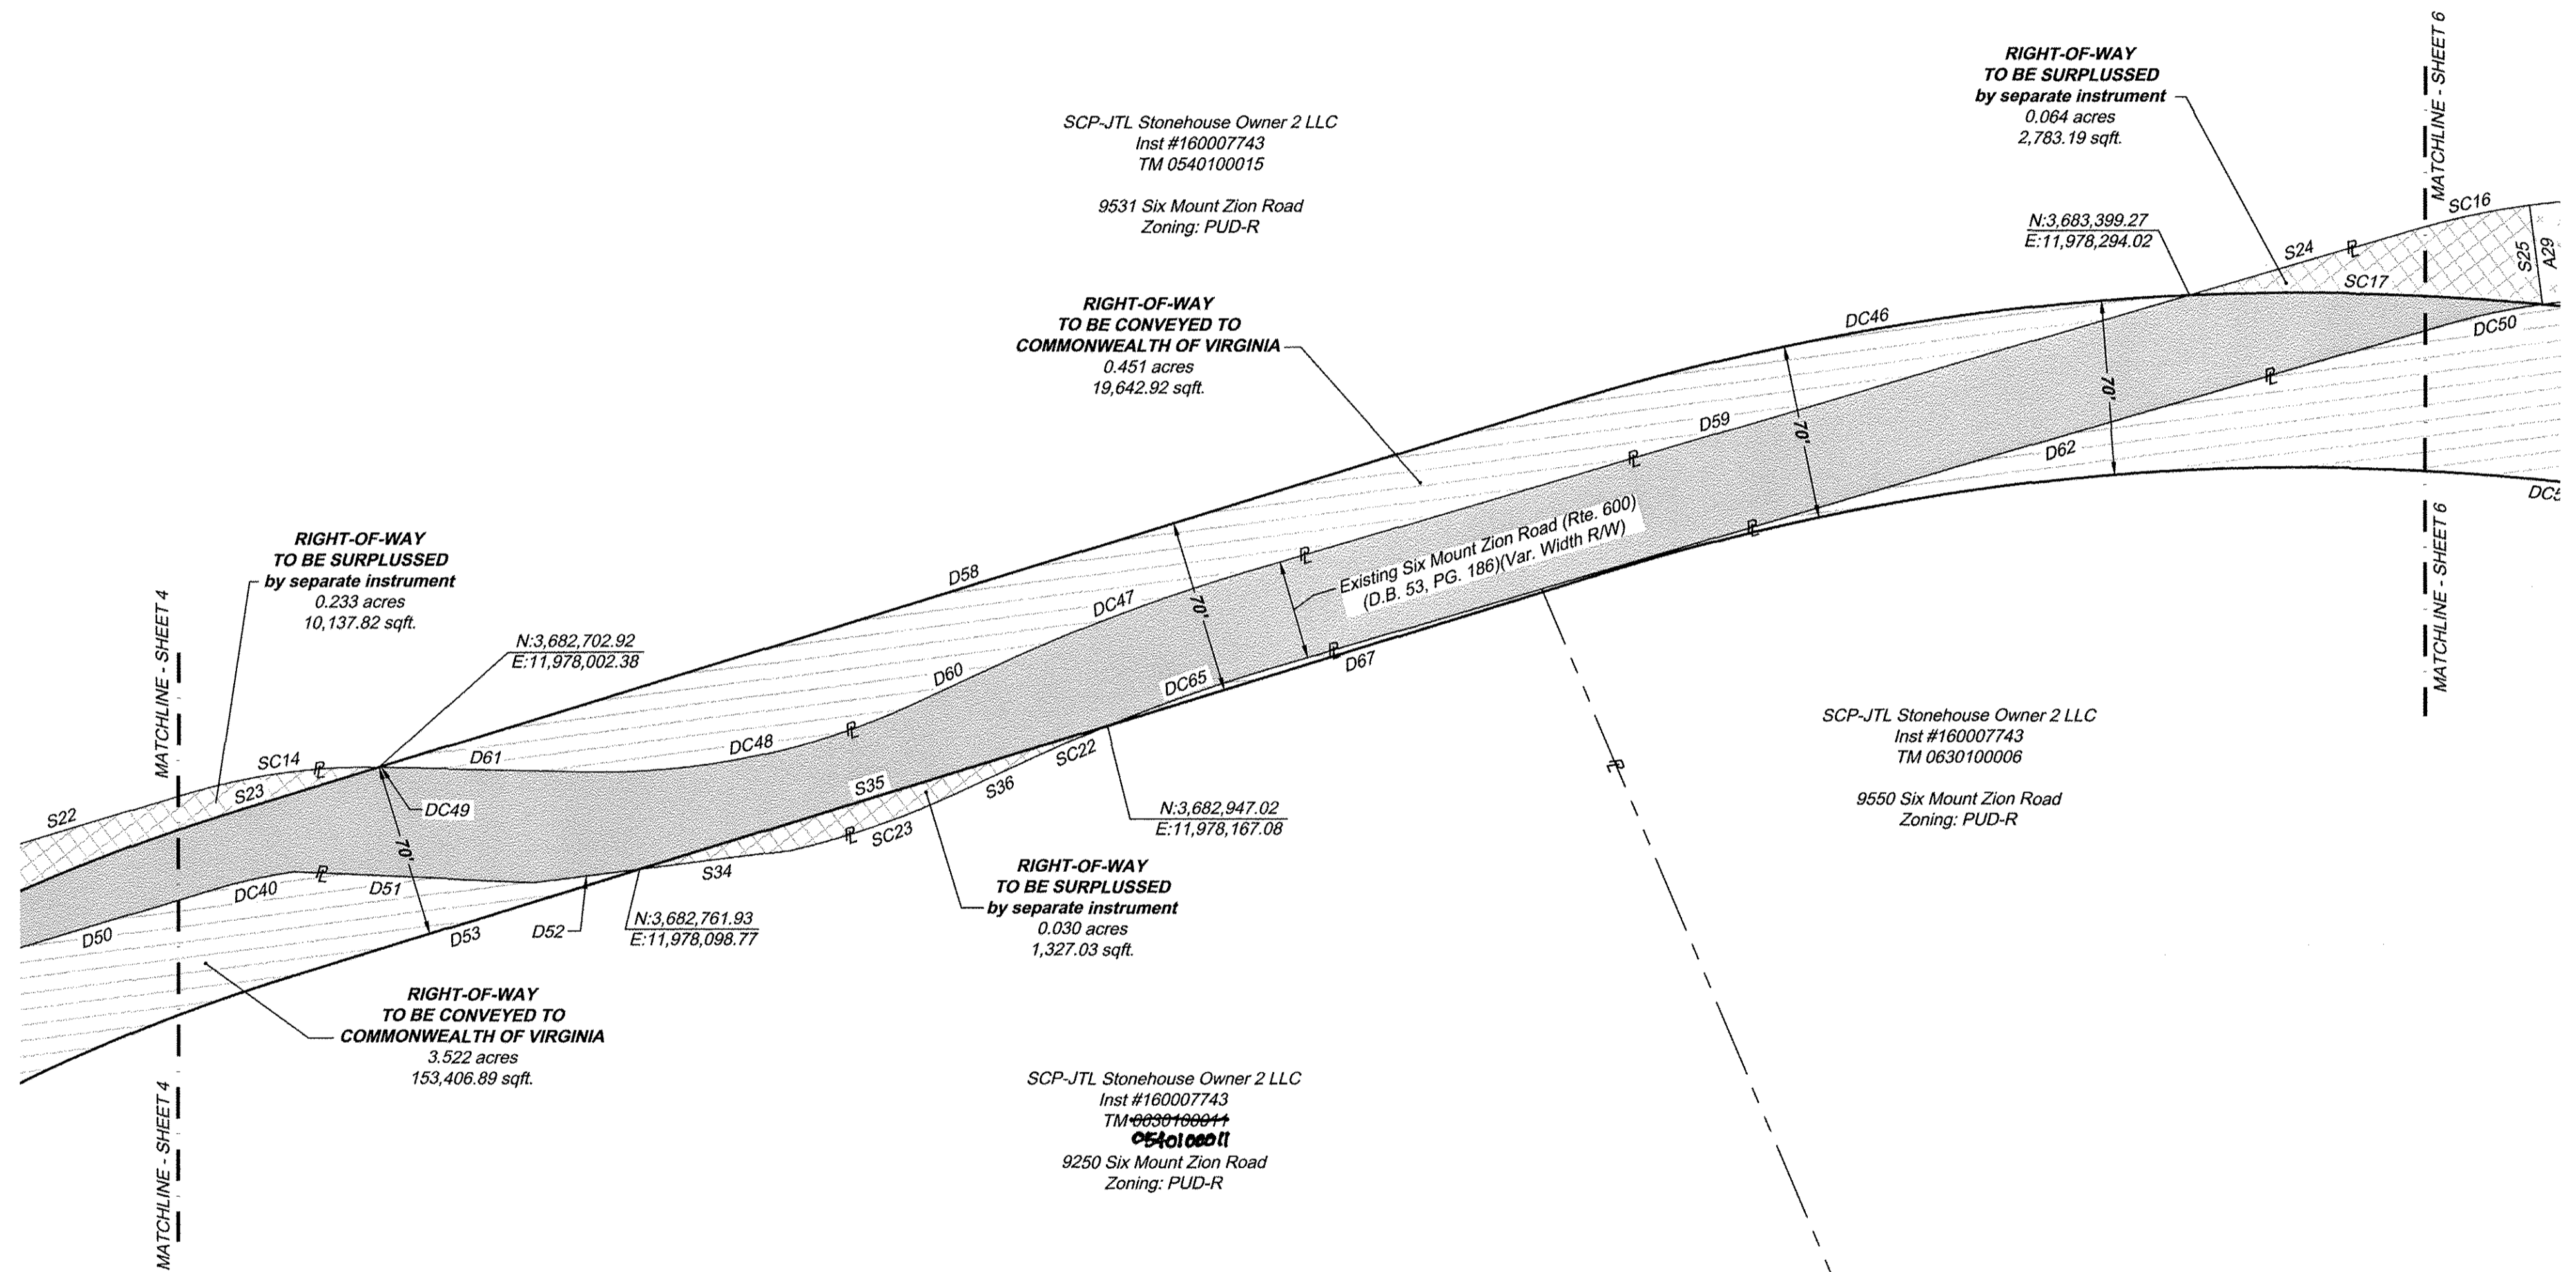 RIGHT-OF-WAY
TO BE SURPLUSSED
by separate instrument
0.064 acres
2,783.19 sqft.
MATCHLINE - SHEET 6
SCP-JTL Stonehouse Owner 2 LLC
Inst #160007743
TM 0540100015
9531 Six Mount Zion Road
Zoning: PUD-R
N:3,683,399.27
E:11,978,294.02
SC16
S24
S25
A29
SC17
DC50
DC46
RIGHT-OF-WAY
TO BE CONVEYED TO
COMMONWEALTH OF VIRGINIA
0.451 acres
19,642.92 sqft.
70'
70'
D59
D62
Existing Six Mount Zion Road (Rte. 600)
(D.B. 53, PG. 186)(Var. Width R/W)
MATCHLINE - SHEET 6
RIGHT-OF-WAY
TO BE SURPLUSSED
by separate instrument
0.233 acres
10,137.82 sqft.
MATCHLINE - SHEET 4
D58
DC47
70'
N:3,682,702.92
E:11,978,002.38
D60
DC65
D67
SC14
D61
DC48
S22
S23
DC49
S35
S36
SC22
70'
SC23
S34
DC40
D51
D50
D53
D52
N:3,682,761.93
E:11,978,098.77
N:3,682,947.02
E:11,978,167.08
RIGHT-OF-WAY
TO BE SURPLUSSED
by separate instrument
0.030 acres
1,327.03 sqft.
SCP-JTL Stonehouse Owner 2 LLC
Inst #160007743
TM 0630100006
9550 Six Mount Zion Road
Zoning: PUD-R
RIGHT-OF-WAY
TO BE CONVEYED TO
COMMONWEALTH OF VIRGINIA
3.522 acres
153,406.89 sqft.
MATCHLINE - SHEET 4
SCP-JTL Stonehouse Owner 2 LLC
Inst #160007743
TM 0630100011
0540100011
9250 Six Mount Zion Road
Zoning: PUD-R